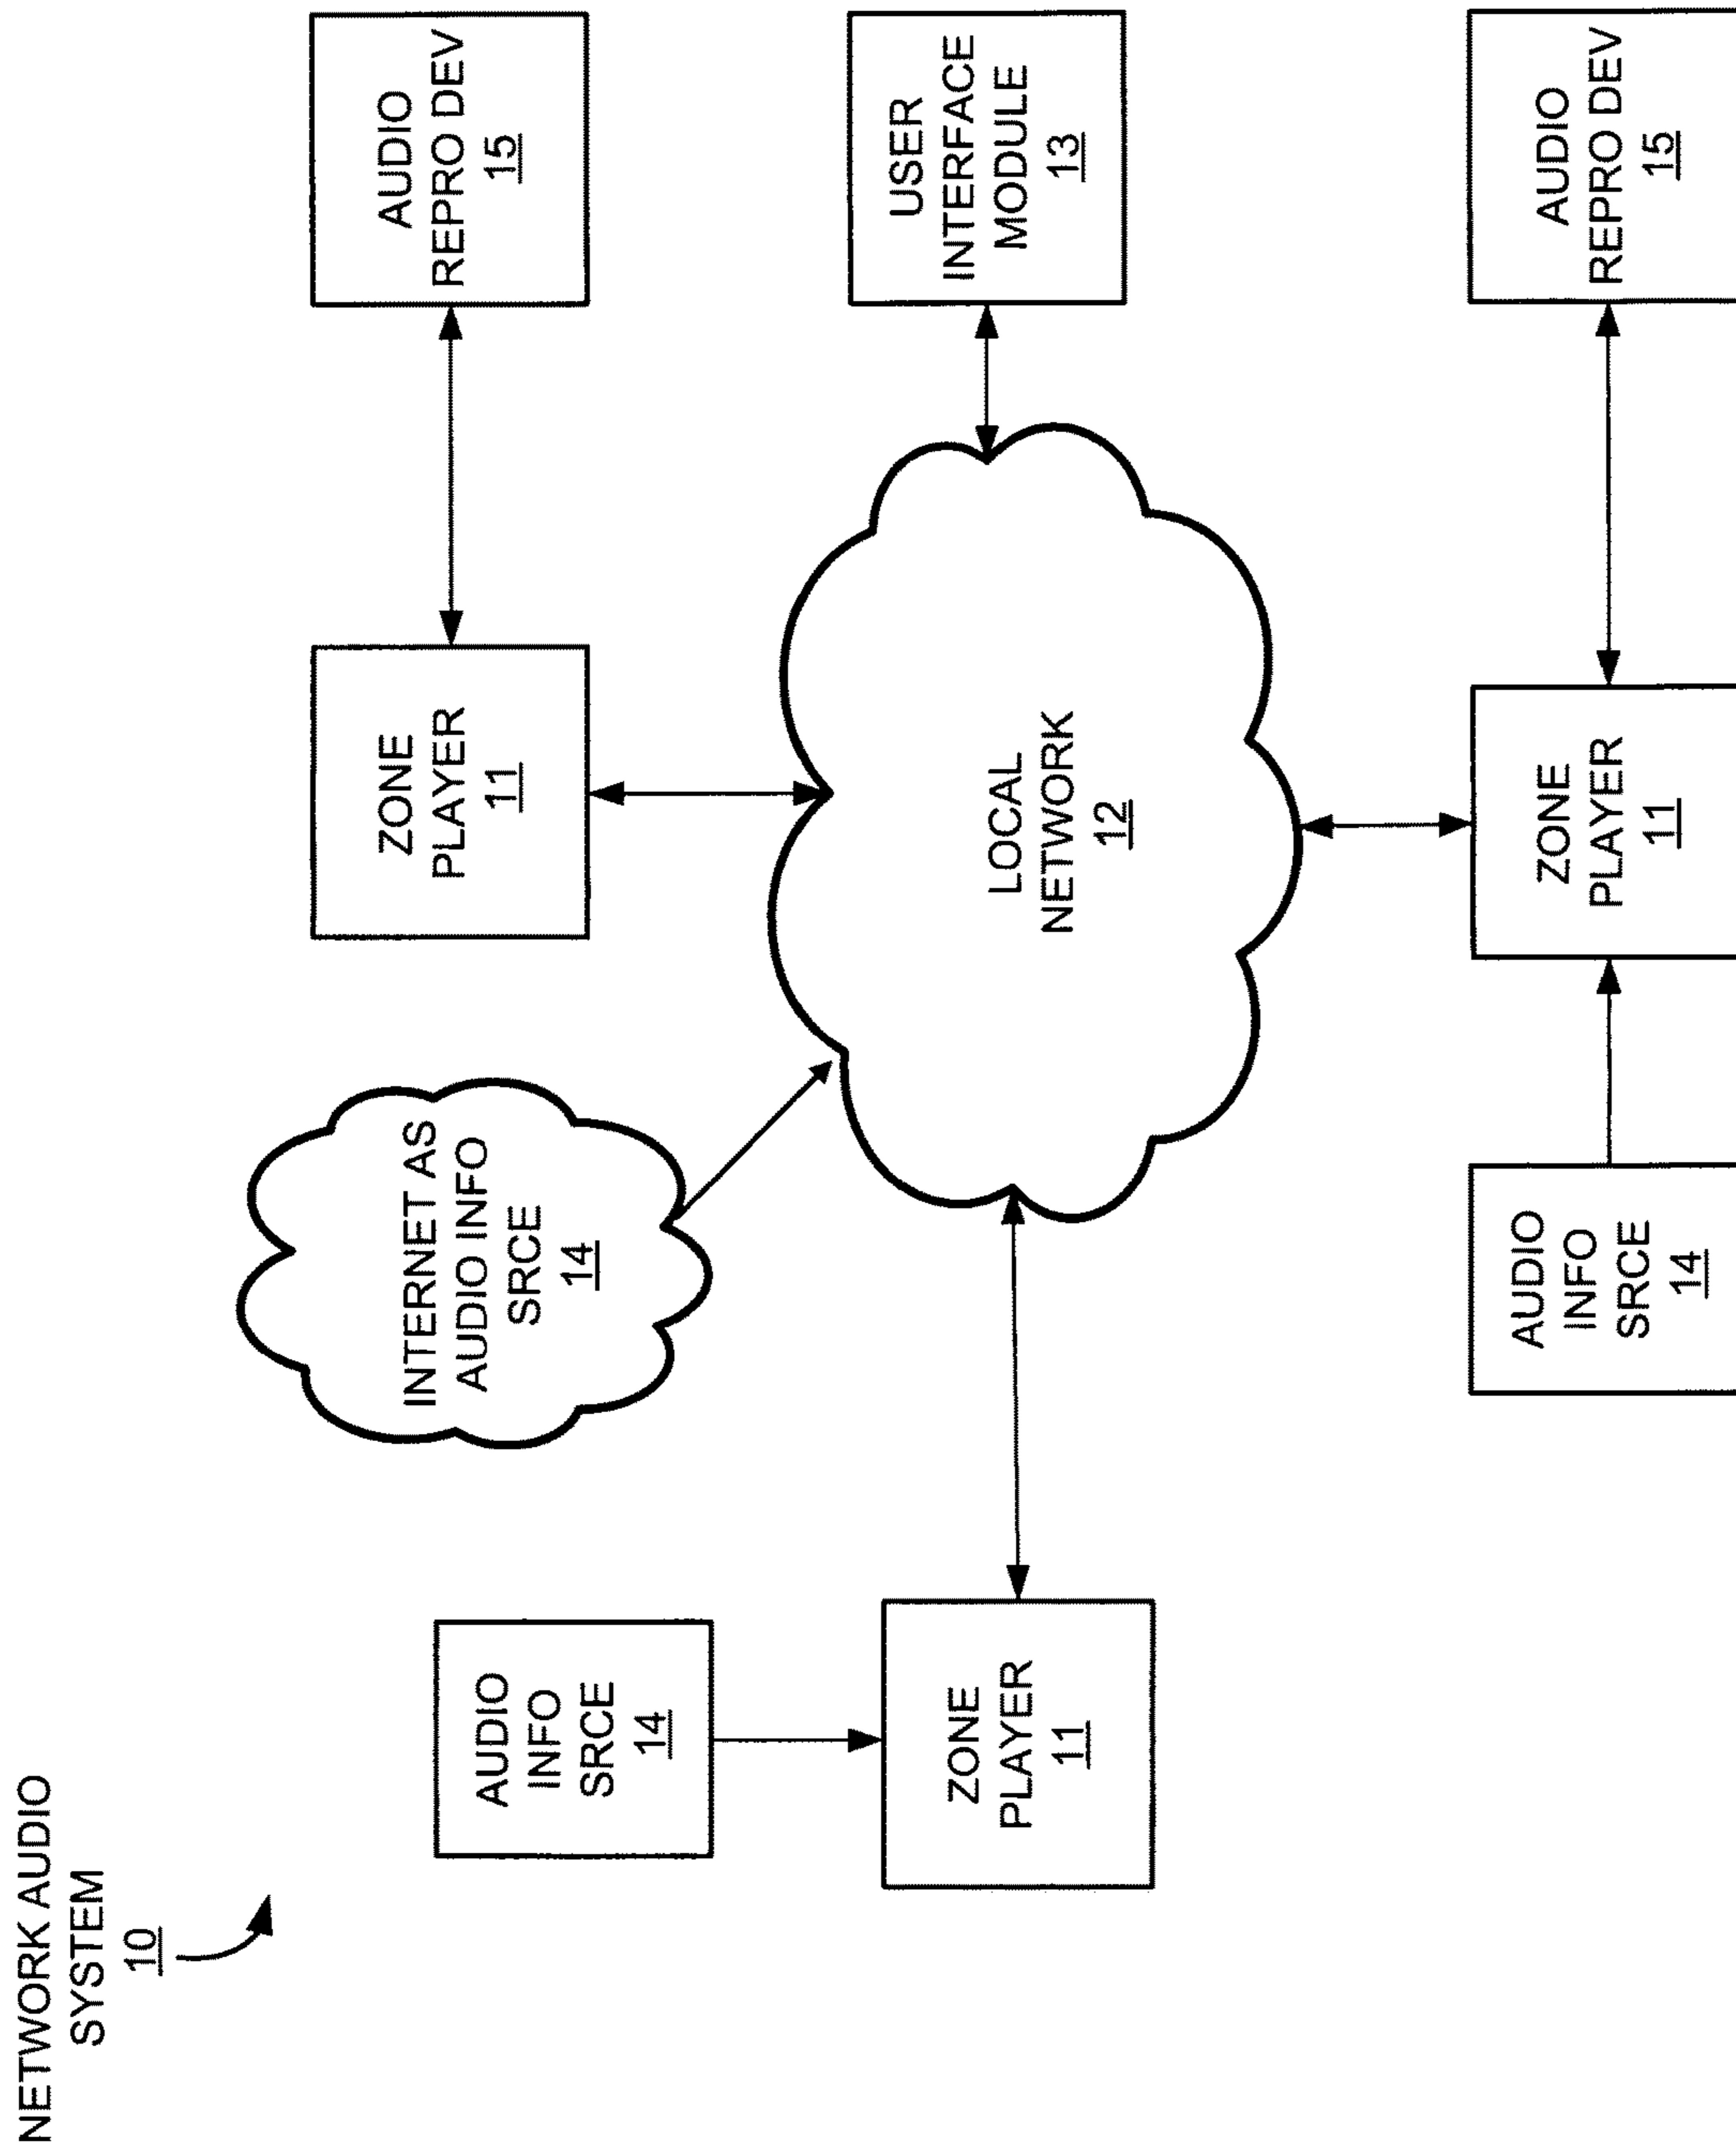 NETWORK AUDIO
SYSTEM
10
AUDIO
INFO
SRCE
14
ZONE
PLAYER
11
INTERNET AS
AUDIO INFO
SRCE
14
ZONE
PLAYER
11
AUDIO
REPRO DEV
15
LOCAL
NETWORK
12
USER
INTERFACE
MODULE
13
AUDIO
INFO
SRCE
14
ZONE
PLAYER
11
AUDIO
REPRO DEV
15